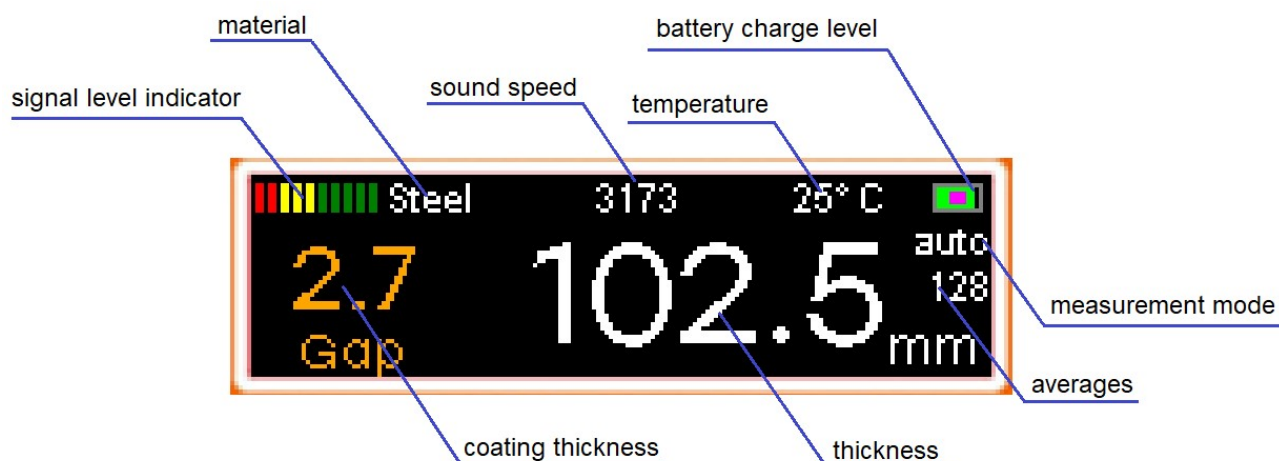 material
battery charge level
signal level indicator
sound speed
temperature
Steel 3173 25° C
auto
2.7 102.5 128
Gap mm
measurement mode
averages
coating thickness
thickness